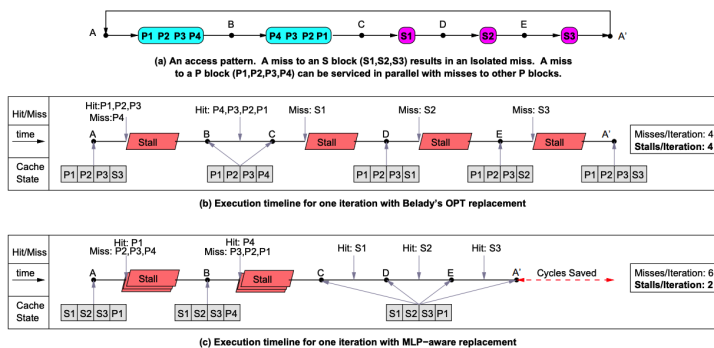 A P1 P2 P3 P4 B P4 P3 P2 P1 C S1 D S2 E S3 A'
(a) An access pattern. A miss to an S block (S1,S2,S3) results in an Isolated miss. A miss
to a P block (P1,P2,P3,P4) can be serviced in parallel with misses to other P blocks.
Hit/Miss
Hit:P1,P2,P3
Miss:P4
Hit: P4,P3,P2,P1
Miss: S1
Miss: S2
Miss: S3
time
A Stall B C Stall D Stall E Stall A'
Misses/Iteration: 4
Stalls/Iteration: 4
Cache
State
P1 P2 P3 S3
P1 P2 P3 P4
P1 P2 P3 S1
P1 P2 P3 S2
P1 P2 P3 S3
(b) Execution timeline for one iteration with Belady's OPT replacement
Hit/Miss
Hit: P1
Miss: P2,P3,P4
Hit: P4
Miss: P3,P2,P1
Hit: S1
Hit: S2
Hit: S3
time
A Stall B Stall C D E A' Cycles Saved
Misses/Iteration: 6
Stalls/Iteration: 2
Cache
State
S1 S2 S3 P1
S1 S2 S3 P4
S1 S2 S3 P1
(c) Execution timeline for one iteration with MLP−aware replacement